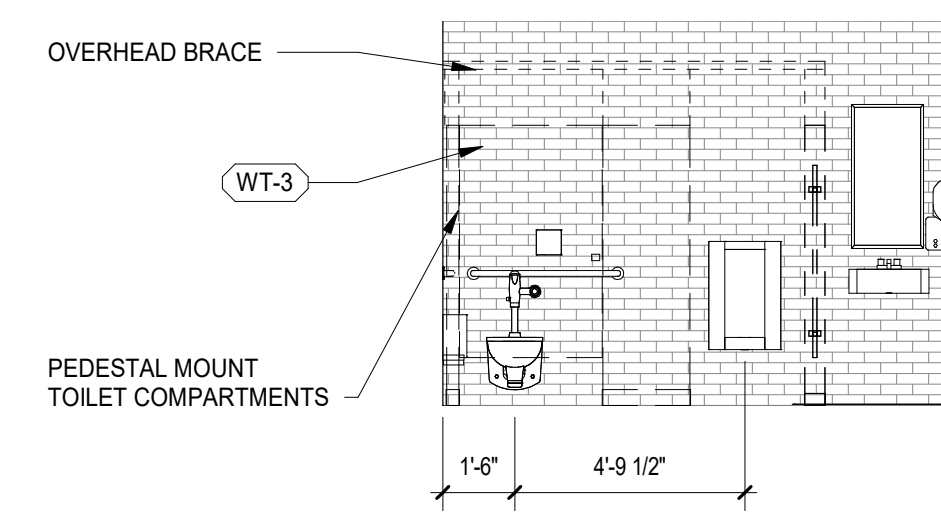 OVERHEAD BRACE
WT-3
PEDESTAL MOUNT
TOILET COMPARTMENTS
1'-6"
4'-9 1/2"